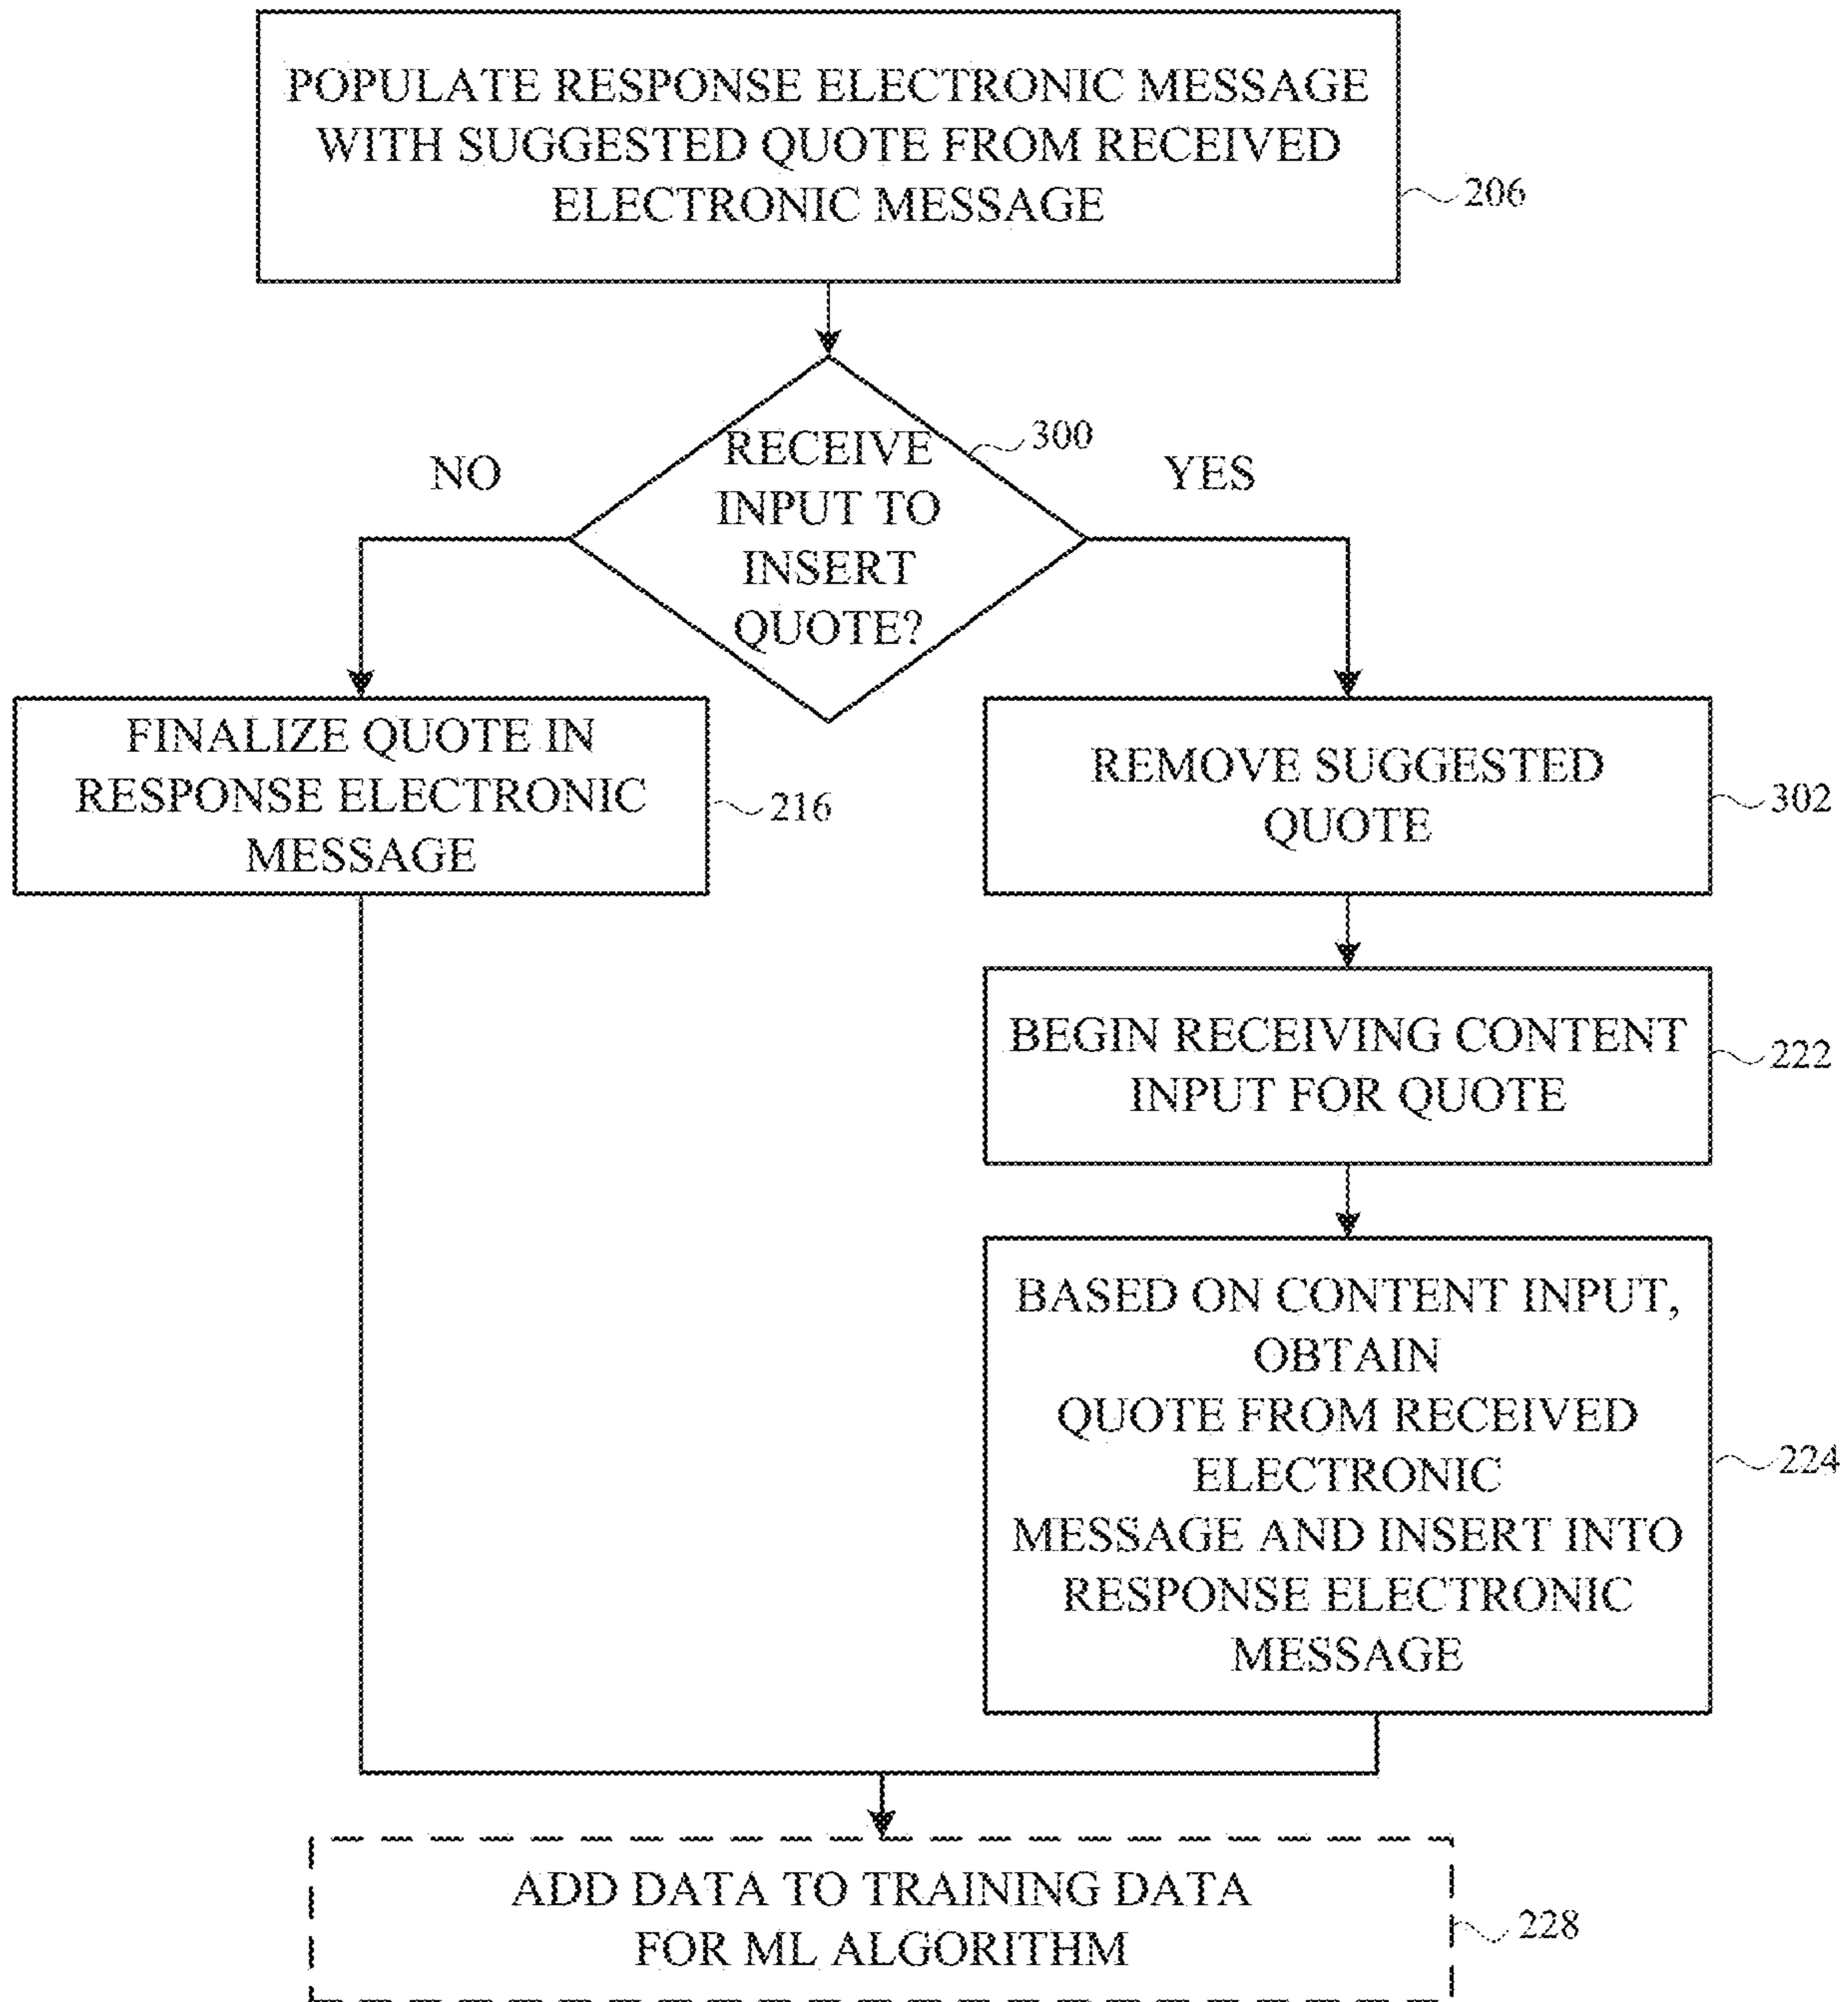 POPULATE RESPONSE ELECTRONIC MESSAGE
WITH SUGGESTED QUOTE FROM RECEIVED
ELECTRONIC MESSAGE
206
RECEIVE
INPUT TO
INSERT
QUOTE?
300
NO
YES
FINALIZE QUOTE IN
RESPONSE ELECTRONIC
MESSAGE
216
REMOVE SUGGESTED
QUOTE
302
BEGIN RECEIVING CONTENT
INPUT FOR QUOTE
222
BASED ON CONTENT INPUT,
OBTAIN
QUOTE FROM RECEIVED
ELECTRONIC
MESSAGE AND INSERT INTO
RESPONSE ELECTRONIC
MESSAGE
224
ADD DATA TO TRAINING DATA
FOR ML ALGORITHM
228